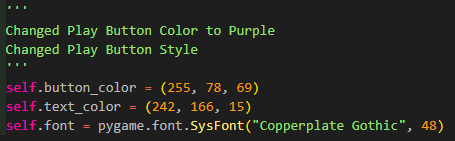 '''
Changed Play Button Color to Purple
Changed Play Button Style
'''
self.button_color = (255, 78, 69)
self.text_color = (242, 166, 15)
self.font = pygame.font.SysFont("Copperplate Gothic", 48)